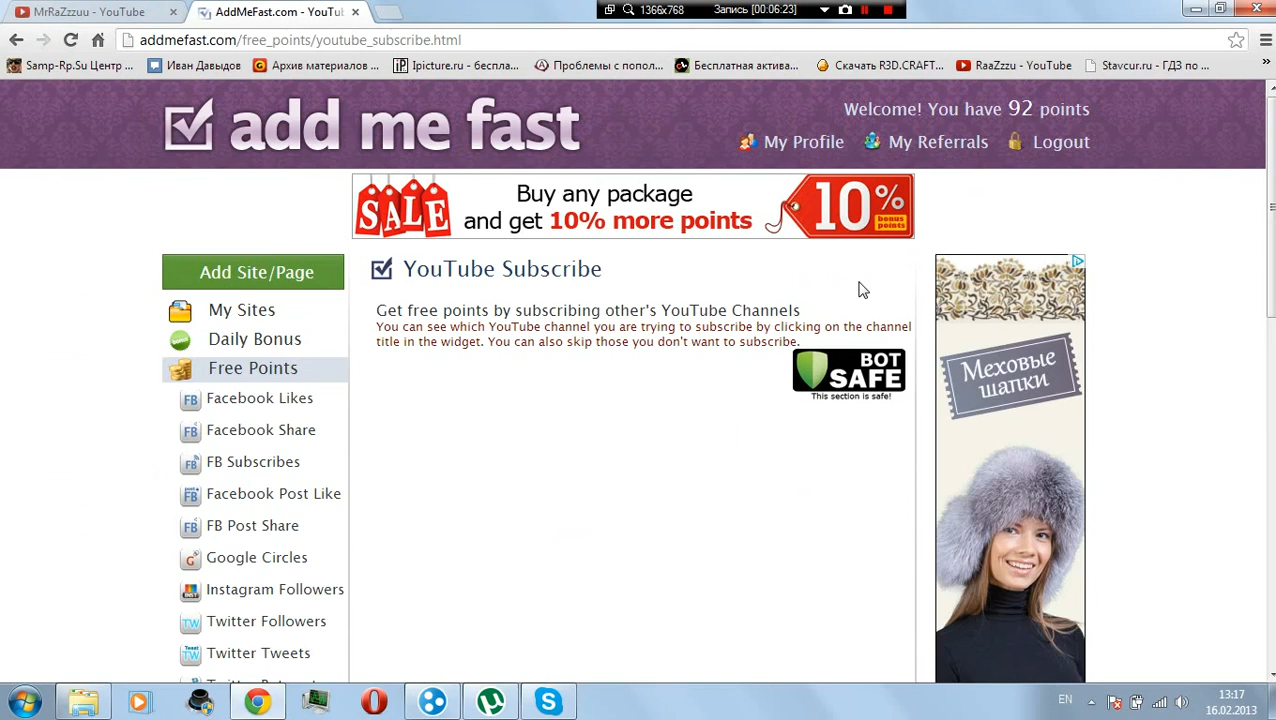 MrRaZzzuu - YouTube
AddMeFast.com - YouTub
1366x768
Запись [00:06:23]
addmefast.com/free_points/youtube_subscribe.html
Samp-Rp.Su Центр ...
Иван Давыдов
Архив материалов ...
Ipicture.ru - беспла...
Проблемы с попол...
Бесплатная актива...
Скачать R3D.CRAFT...
RaaZzzu - YouTube
Stavcur.ru - ГДЗ по ...
add me fast
Welcome! You have 92 points
My Profile
My Referrals
Logout
SALE
Buy any package
and get 10% more points
10%
bonus
points
Add Site/Page
My Sites
Daily Bonus
Free Points
Facebook Likes
Facebook Share
FB Subscribes
Facebook Post Like
FB Post Share
Google Circles
Instagram Followers
Twitter Followers
Twitter Tweets
YouTube Subscribe
Get free points by subscribing other's YouTube Channels
You can see which YouTube channel you are trying to subscribe by clicking on the channel
title in the widget. You can also skip those you don't want to subscribe.
BOT
SAFE
This section is safe!
Меховые
шапки
EN
13:17
16.02.2013